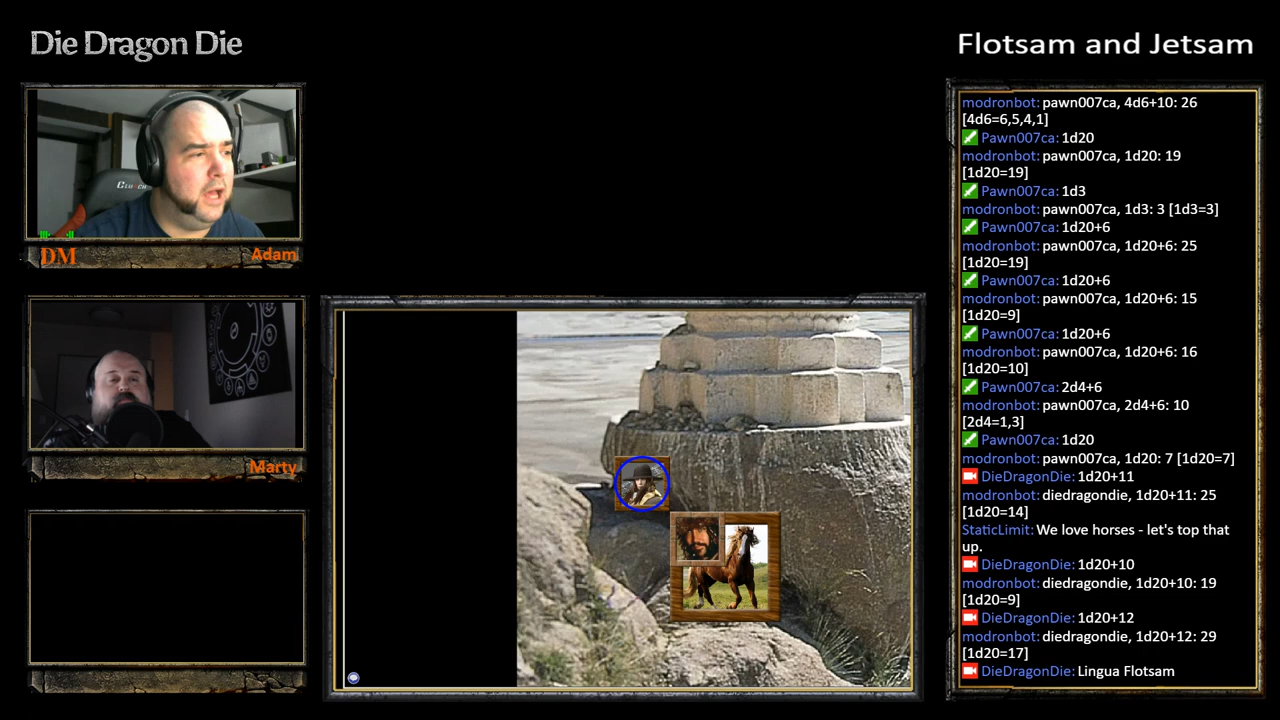 Die Dragon Die
Flotsam and Jetsam
CLUTCH
DM
Adam
Marty
modronbot: pawn007ca, 4d6+10: 26
[4d6=6,5,4,1]
Pawn007ca: 1d20
modronbot: pawn007ca, 1d20: 19
[1d20=19]
Pawn007ca: 1d3
modronbot: pawn007ca, 1d3: 3 [1d3=3]
Pawn007ca: 1d20+6
modronbot: pawn007ca, 1d20+6: 25
[1d20=19]
Pawn007ca: 1d20+6
modronbot: pawn007ca, 1d20+6: 15
[1d20=9]
Pawn007ca: 1d20+6
modronbot: pawn007ca, 1d20+6: 16
[1d20=10]
Pawn007ca: 2d4+6
modronbot: pawn007ca, 2d4+6: 10
[2d4=1,3]
Pawn007ca: 1d20
modronbot: pawn007ca, 1d20: 7 [1d20=7]
DieDragonDie: 1d20+11
modronbot: diedragondie, 1d20+11: 25
[1d20=14]
StaticLimit: We love horses - let's top that
up.
DieDragonDie: 1d20+10
modronbot: diedragondie, 1d20+10: 19
[1d20=9]
DieDragonDie: 1d20+12
modronbot: diedragondie, 1d20+12: 29
[1d20=17]
DieDragonDie: Lingua Flotsam